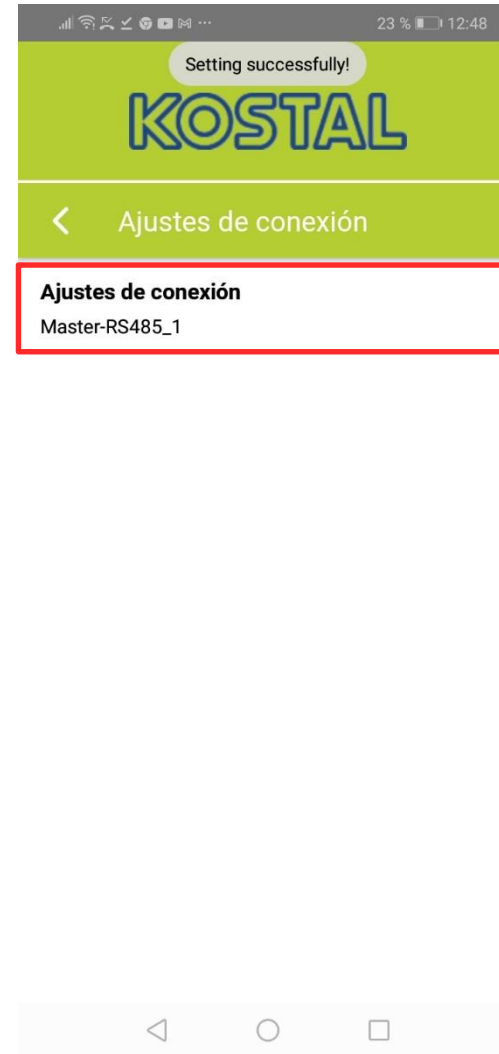 23 % 12:48
Setting successfully!
KOSTAL
Ajustes de conexión
Ajustes de conexión
Master-RS485_1